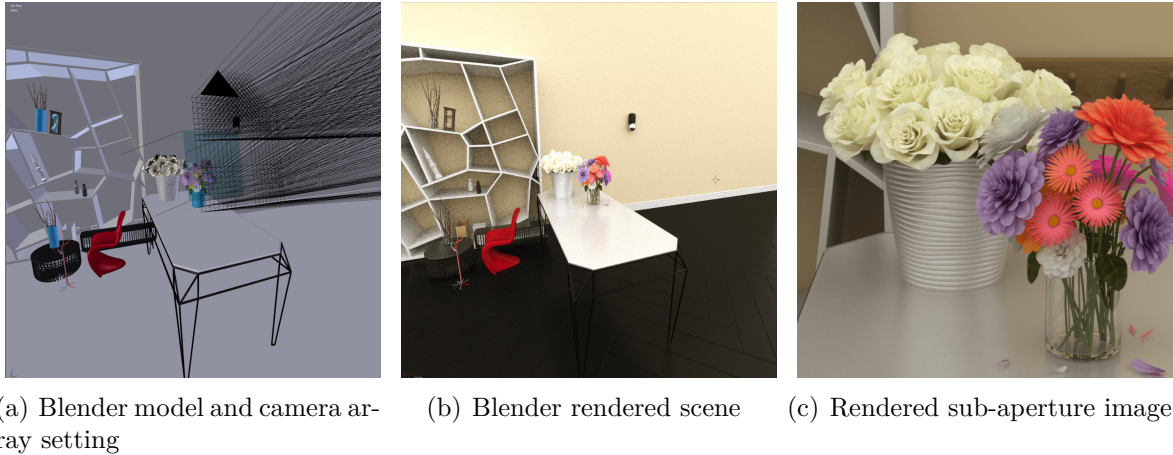 (a) Blender model and camera ar-
ray setting
(b) Blender rendered scene
(c) Rendered sub-aperture image